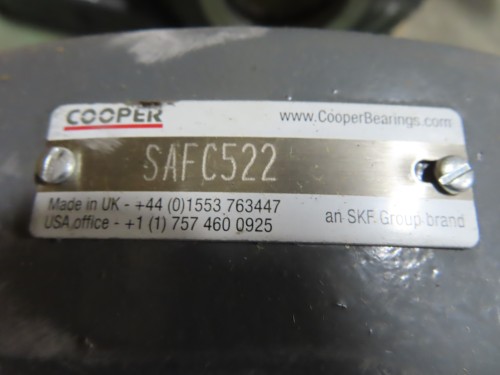 COOPER
www.CooperBearings.com
SAFC522
Made in UK - +44 (0)1553 763447
USA office - +1 (1) 757 460 0925
an SKF Group brand